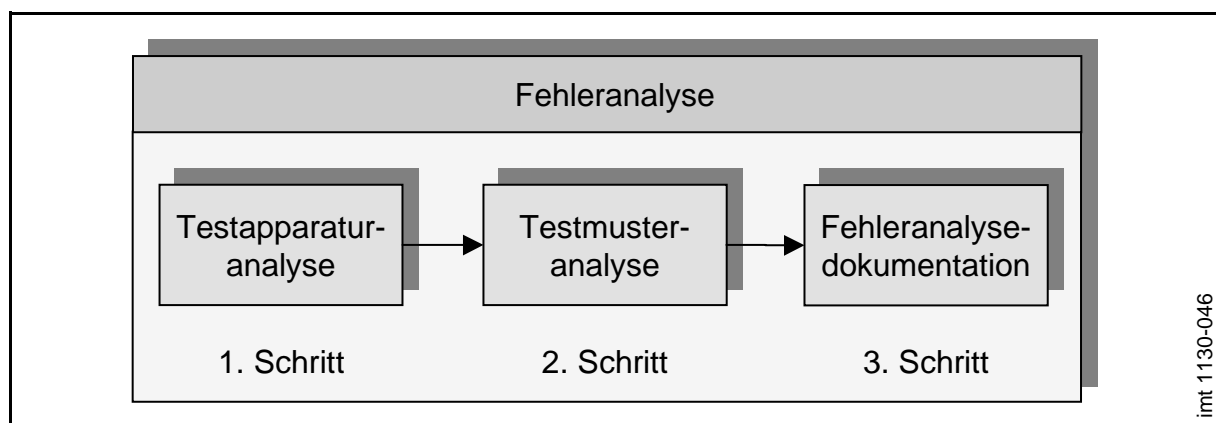 Fehleranalyse
Testapparatur-
analyse
Testmuster-
analyse
Fehleranalyse-
dokumentation
1. Schritt
2. Schritt
3. Schritt
imt 1130-046